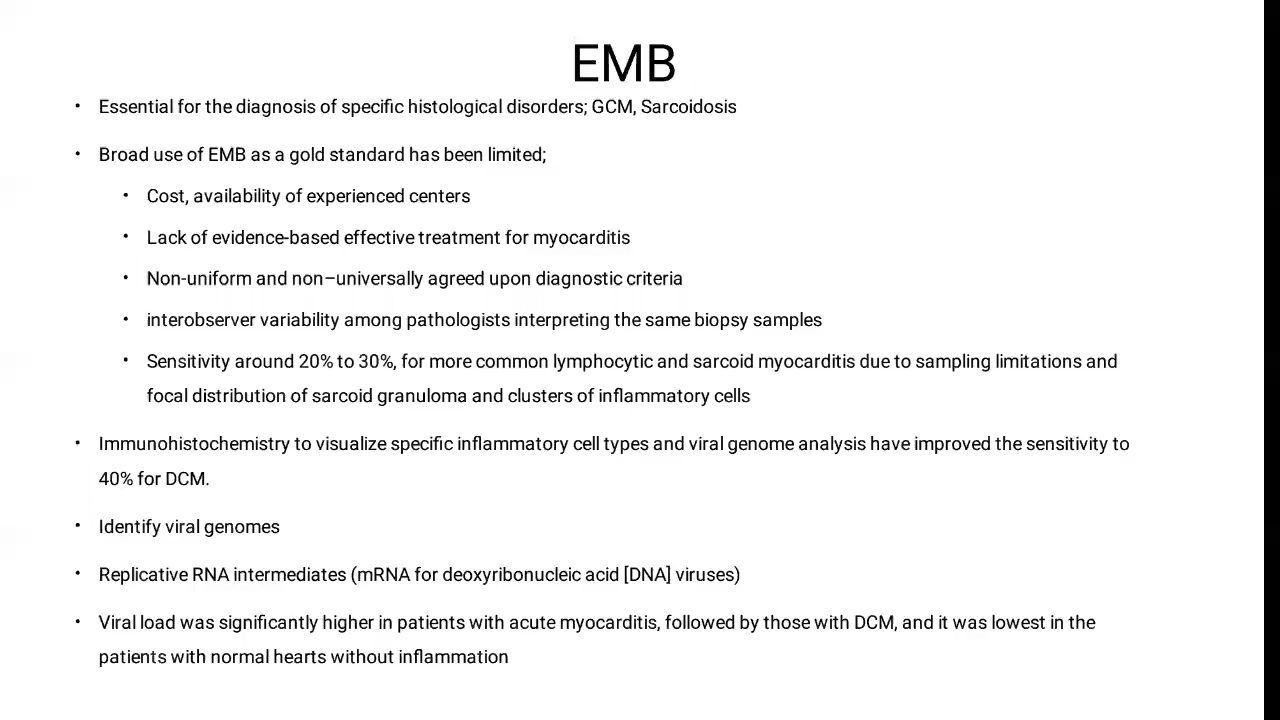 EMB
• Essential for the diagnosis of specific histological disorders; GCM, Sarcoidosis
• Broad use of EMB as a gold standard has been limited;
• Cost, availability of experienced centers
• Lack of evidence-based effective treatment for myocarditis
• Non-uniform and non–universally agreed upon diagnostic criteria
• interobserver variability among pathologists interpreting the same biopsy samples
• Sensitivity around 20% to 30%, for more common lymphocytic and sarcoid myocarditis due to sampling limitations and
focal distribution of sarcoid granuloma and clusters of inflammatory cells
• Immunohistochemistry to visualize specific inflammatory cell types and viral genome analysis have improved the sensitivity to
40% for DCM.
• Identify viral genomes
• Replicative RNA intermediates (mRNA for deoxyribonucleic acid [DNA] viruses)
• Viral load was significantly higher in patients with acute myocarditis, followed by those with DCM, and it was lowest in the
patients with normal hearts without inflammation